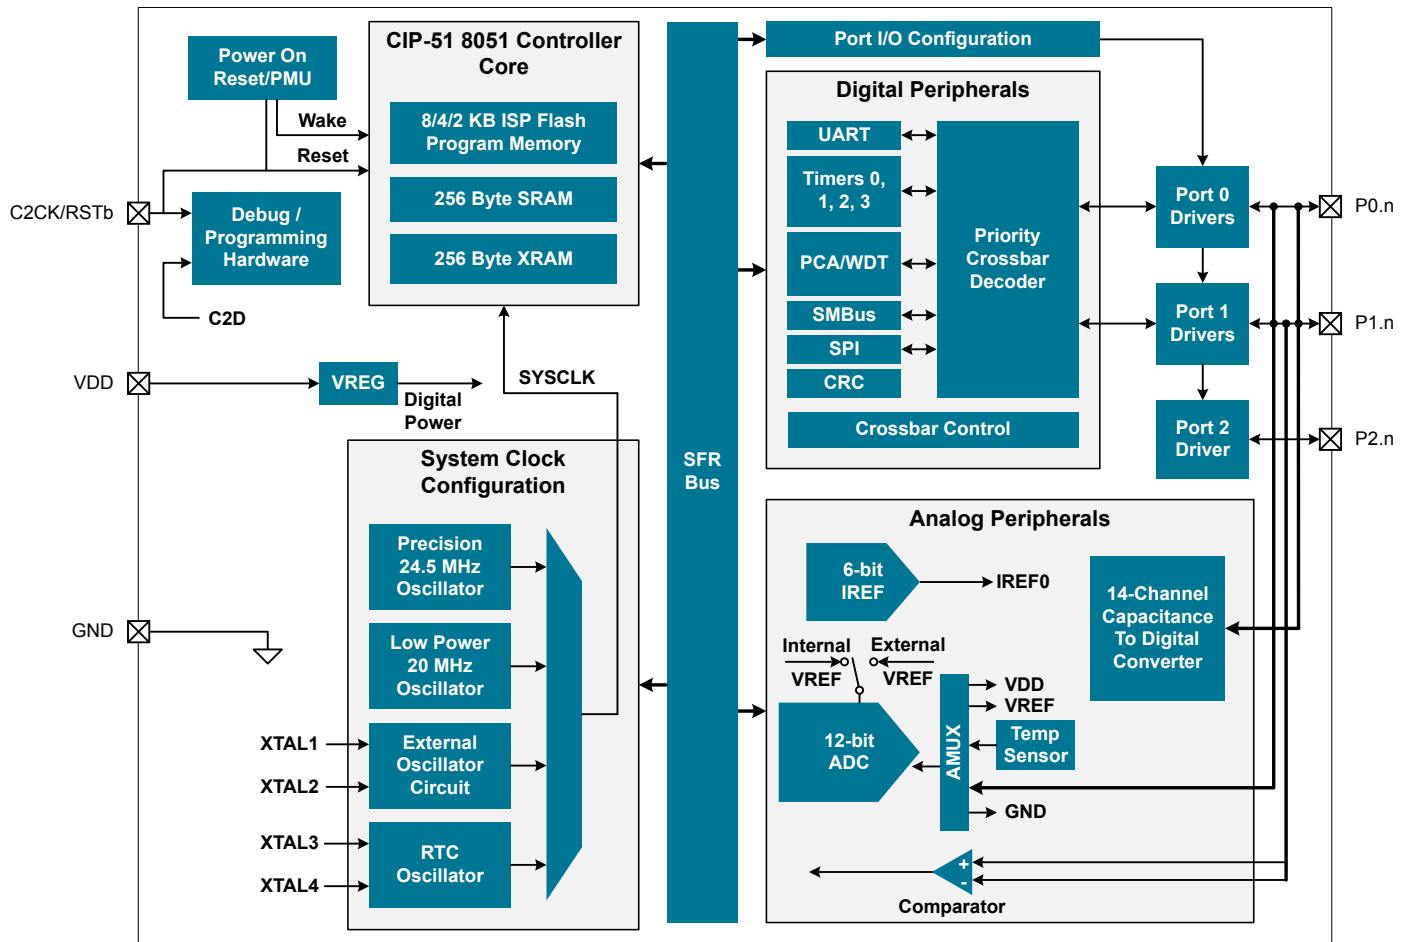 Power On
Reset/PMU
Wake
Reset
C2CK/RSTb
Debug /
Programming
Hardware
C2D
CIP-51 8051 Controller
Core
8/4/2 KB ISP Flash
Program Memory
256 Byte SRAM
256 Byte XRAM
VDD
VREG
Digital
Power
SYSCLK
System Clock
Configuration
Precision
24.5 MHz
Oscillator
Low Power
20 MHz
Oscillator
External
Oscillator
Circuit
RTC
Oscillator
GND
XTAL1
XTAL2
XTAL3
XTAL4
SFR
Bus
Port I/O Configuration
Digital Peripherals
UART
Timers 0,
1, 2, 3
PCA/WDT
SMBus
SPI
CRC
Priority
Crossbar
Decoder
Crossbar Control
Port 0
Drivers
Port 1
Drivers
Port 2
Driver
P0.n
P1.n
P2.n
Analog Peripherals
6-bit
IREF
IREF0
14-Channel
Capacitance
To Digital
Converter
Internal
VREF
External
VREF
12-bit
ADC
AMUX
VDD
VREF
Temp
Sensor
GND
+
-
Comparator